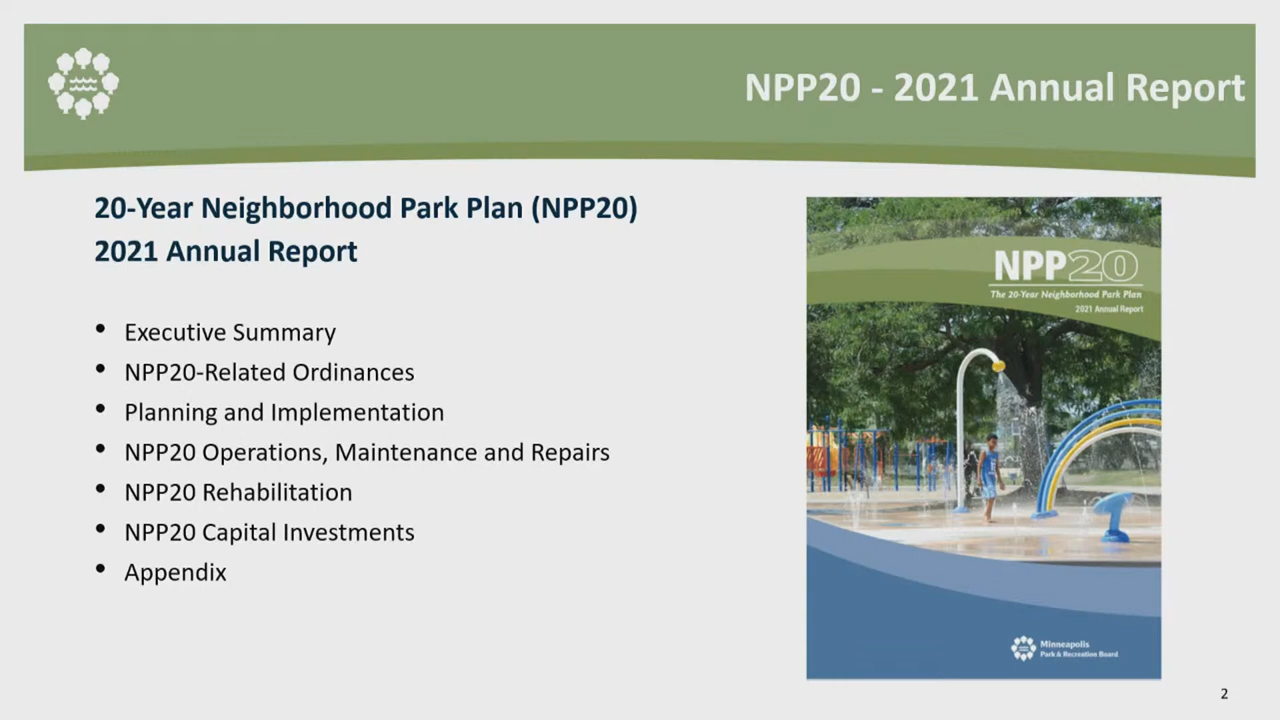 NPP20 - 2021 Annual Report
20-Year Neighborhood Park Plan (NPP20)
2021 Annual Report
• Executive Summary
• NPP20-Related Ordinances
• Planning and Implementation
• NPP20 Operations, Maintenance and Repairs
• NPP20 Rehabilitation
• NPP20 Capital Investments
• Appendix
NPP20
The 20-Year Neighborhood Park Plan
2021 Annual Report
Minneapolis
Park & Recreation Board
2